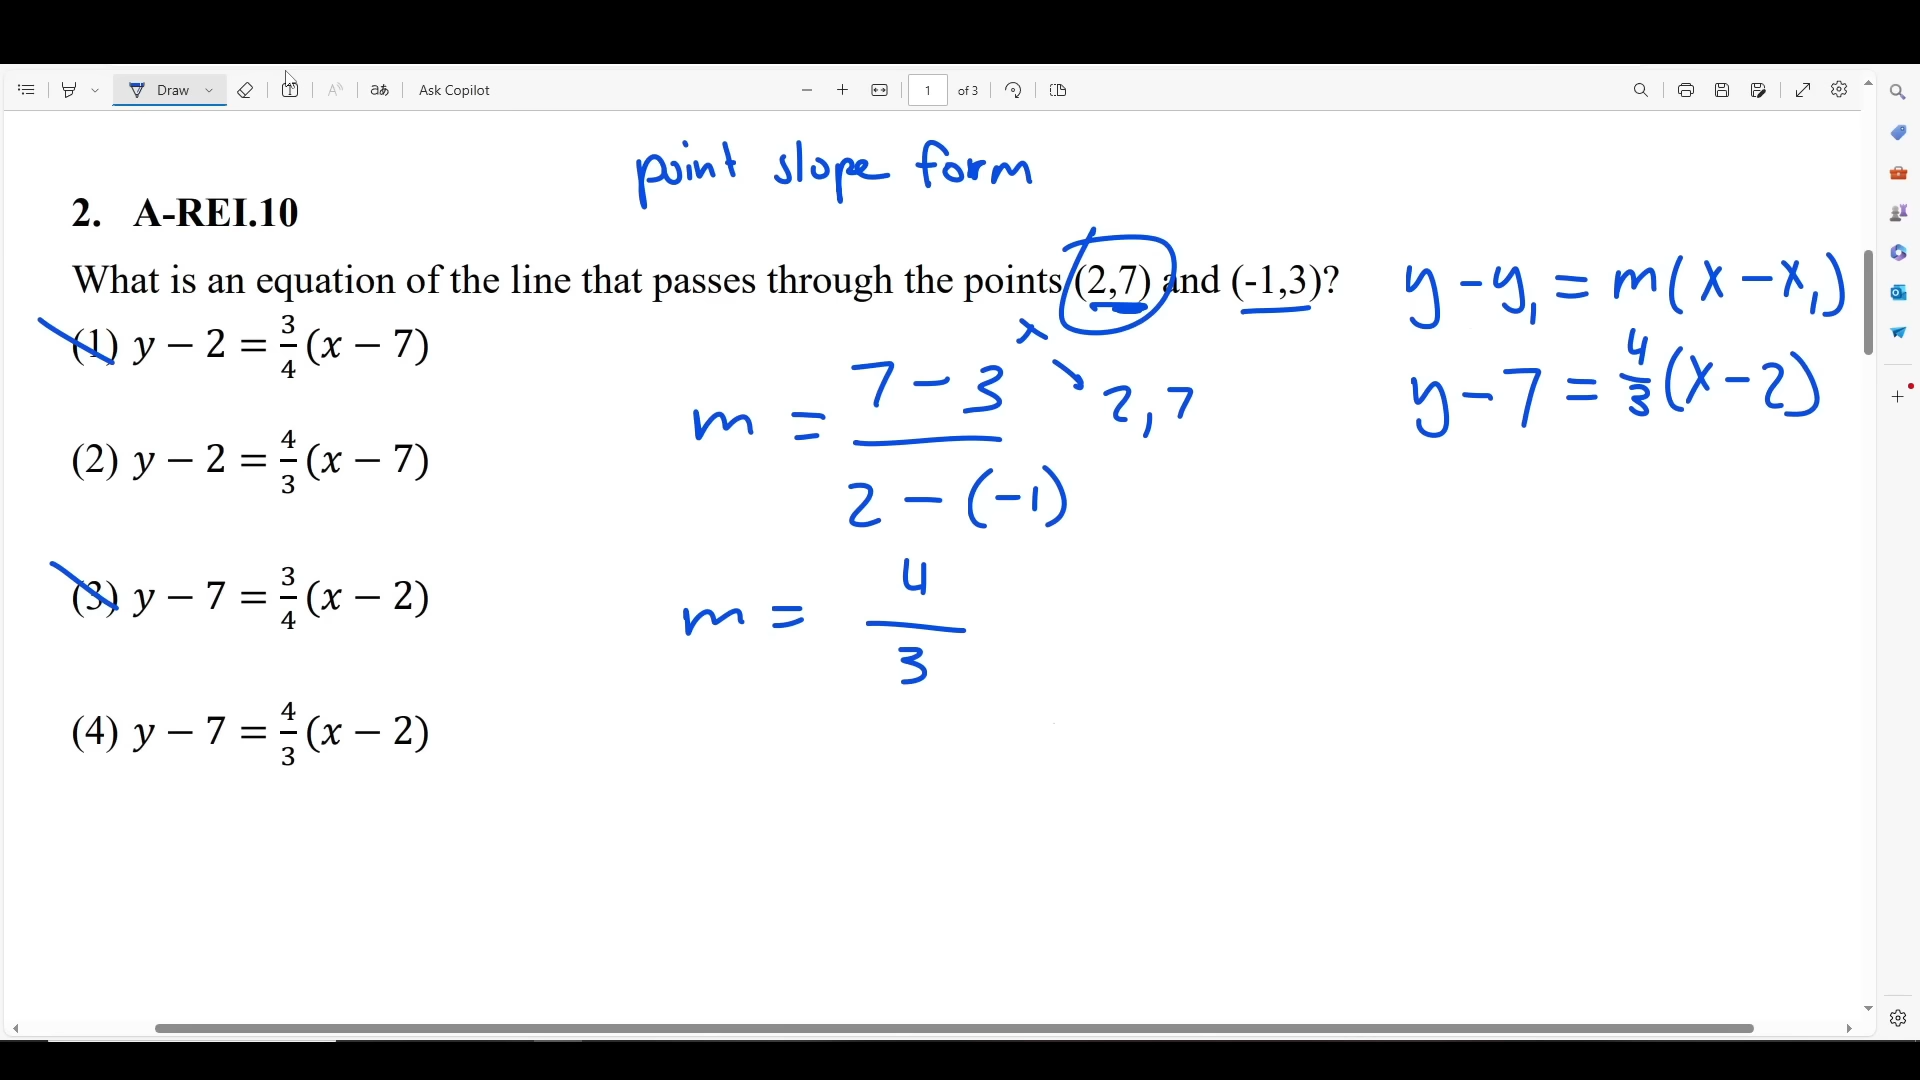 Draw Ask Copilot 1 of 3
point slope form
2. A-REI.10
What is an equation of the line that passes through the points (2,7) and (-1,3)?
y - y₁ = m(x - x₁)
(1) y − 2 = 3/4 (x − 7)
m = 7 - 3 / 2 - (-1)
x
2, 7
y - 7 = 4/3 (x - 2)
(2) y − 2 = 4/3 (x − 7)
(3) y − 7 = 3/4 (x − 2)
m = 4/3
(4) y − 7 = 4/3 (x − 2)